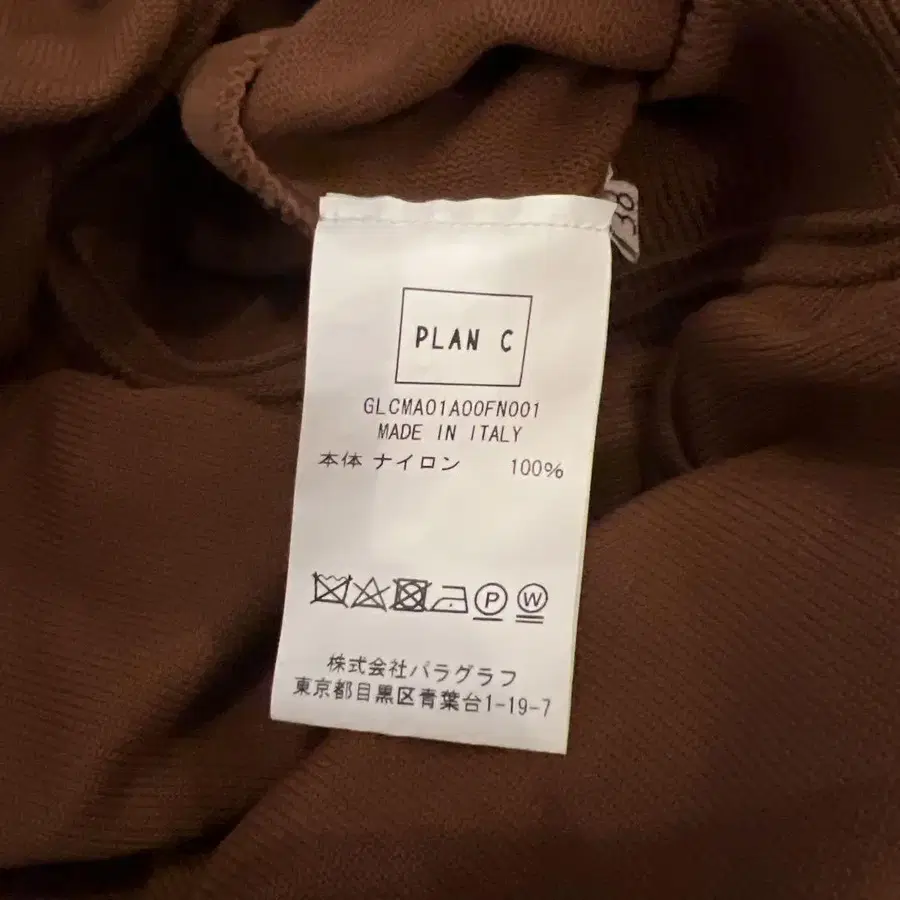 38
PLAN C
GLCMA01A00FN001
MADE IN ITALY
本体 ナイロン 100%
P W
株式会社パラグラフ
東京都目黒区青葉台1-19-7